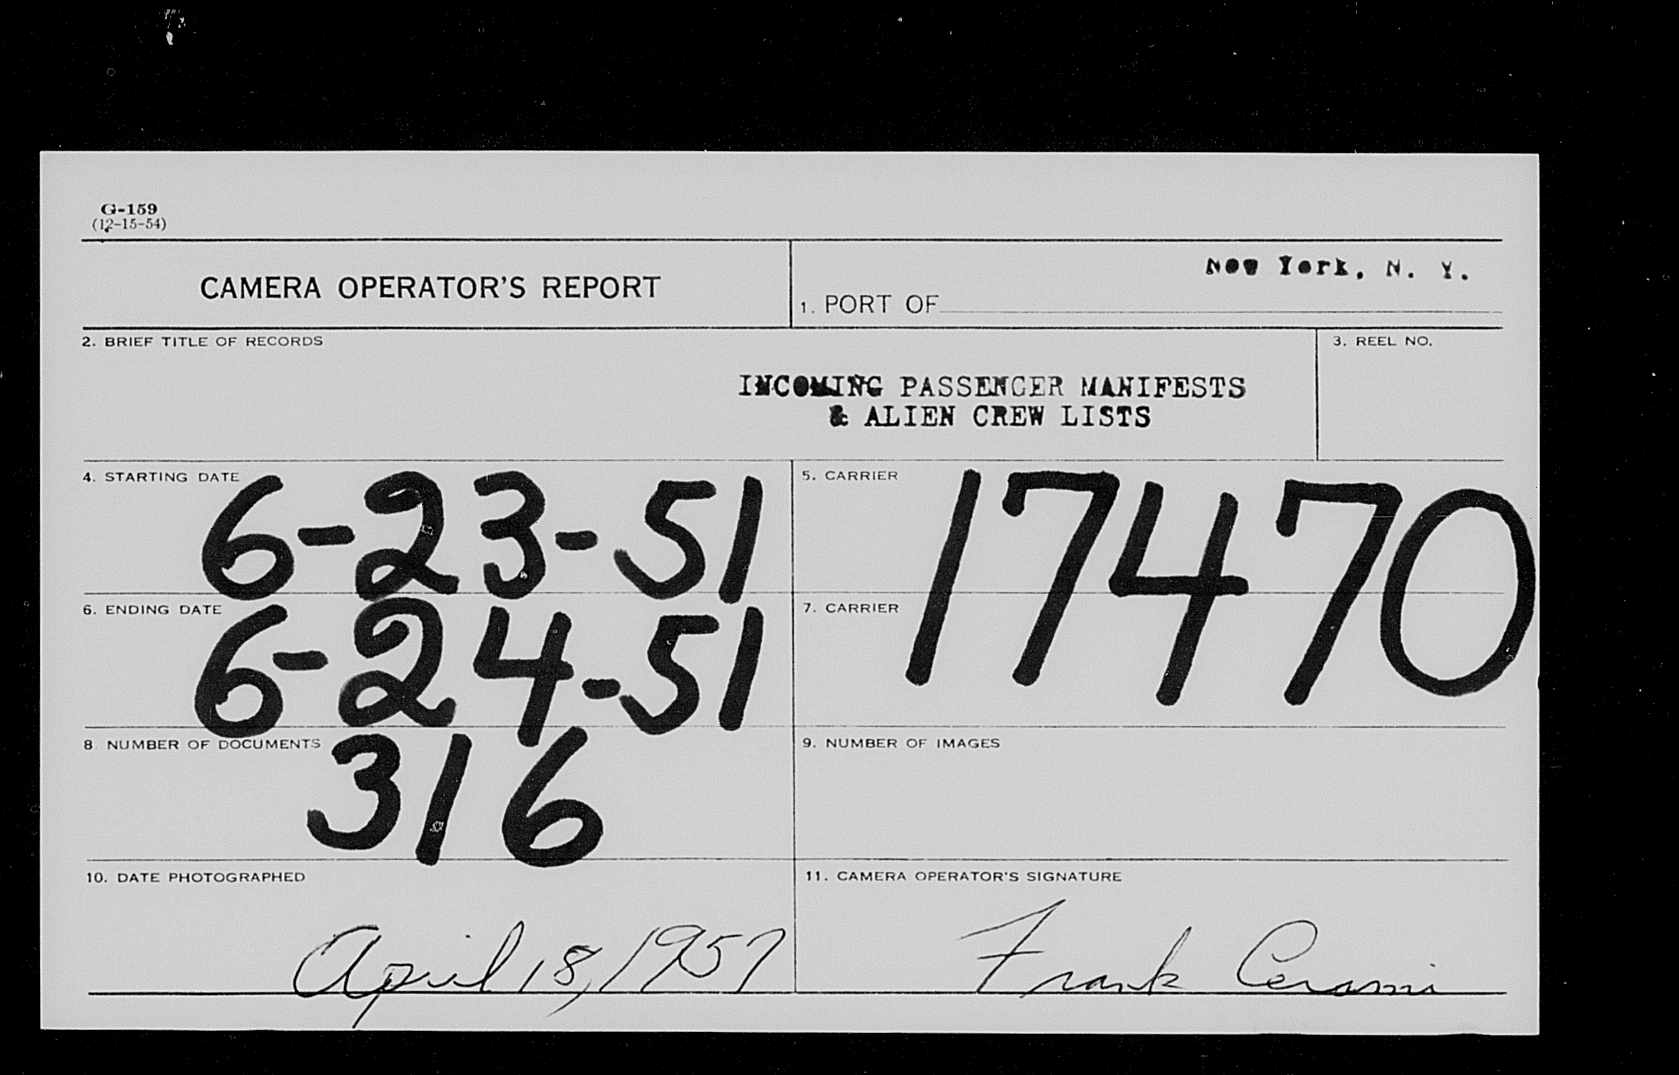 G-159
(12-15-54)
CAMERA OPERATOR'S REPORT
New York, N. Y.
1. PORT OF
2. BRIEF TITLE OF RECORDS
3. REEL NO.
INCOMING PASSENGER MANIFESTS
& ALIEN CREW LISTS
4. STARTING DATE
6-23-51
5. CARRIER
17470
6. ENDING DATE
6-24-51
7. CARRIER
8 NUMBER OF DOCUMENTS
316
9. NUMBER OF IMAGES
10. DATE PHOTOGRAPHED
April 18, 1957
11. CAMERA OPERATOR'S SIGNATURE
Frank Cerami